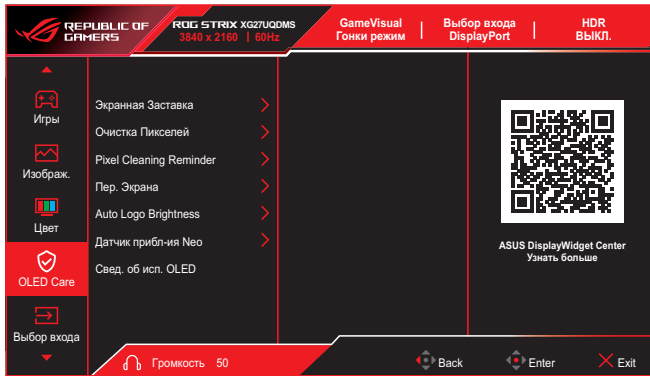 REPUBLIC OF
GAMERS
ROG STRIX XG27UQDMS
3840 x 2160 | 60Hz
GameVisual
Гонки режим
Выбор входа
DisplayPort
HDR
ВЫКЛ.
Игры
Изображ.
Цвет
OLED Care
Выбор входа
Экранная Заставка
Очистка Пикселей
Pixel Cleaning Reminder
Пер. Экрана
Auto Logo Brightness
Датчик прибл-ия Neo
Свед. об исп. OLED
ASUS DisplayWidget Center
Узнать больше
Громкость 50
Back
Enter
Exit